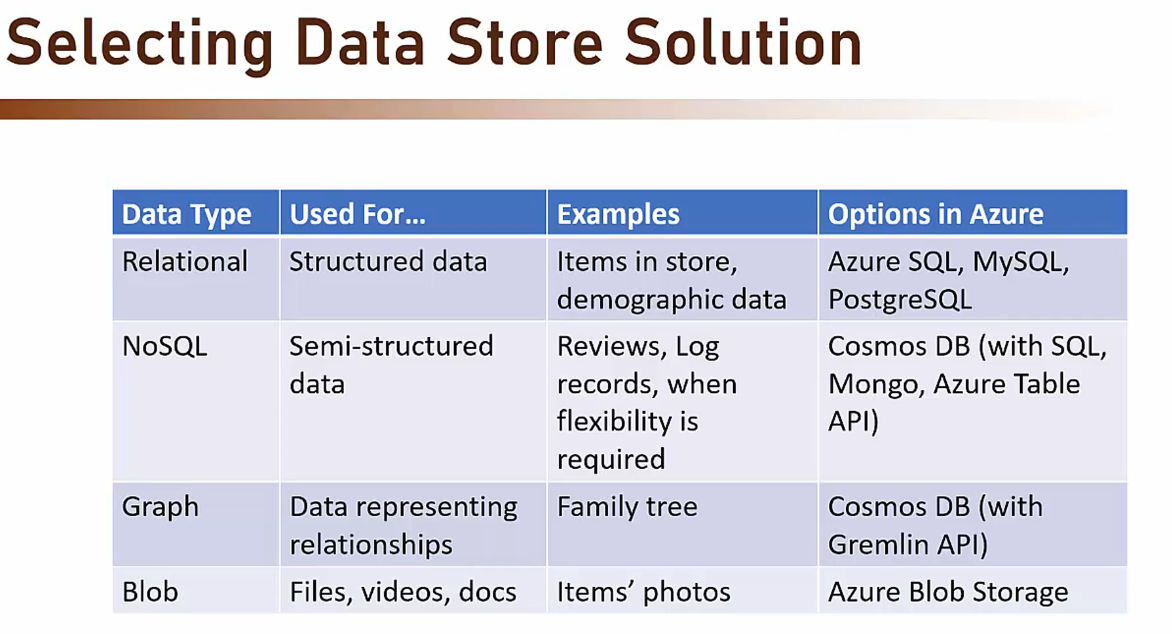 Selecting Data Store Solution
Data Type Used For... Examples Options in Azure
Relational Structured data Items in store, demographic data Azure SQL, MySQL, PostgreSQL
NoSQL Semi-structured data Reviews, Log records, when flexibility is required Cosmos DB (with SQL, Mongo, Azure Table API)
Graph Data representing relationships Family tree Cosmos DB (with Gremlin API)
Blob Files, videos, docs Items’ photos Azure Blob Storage